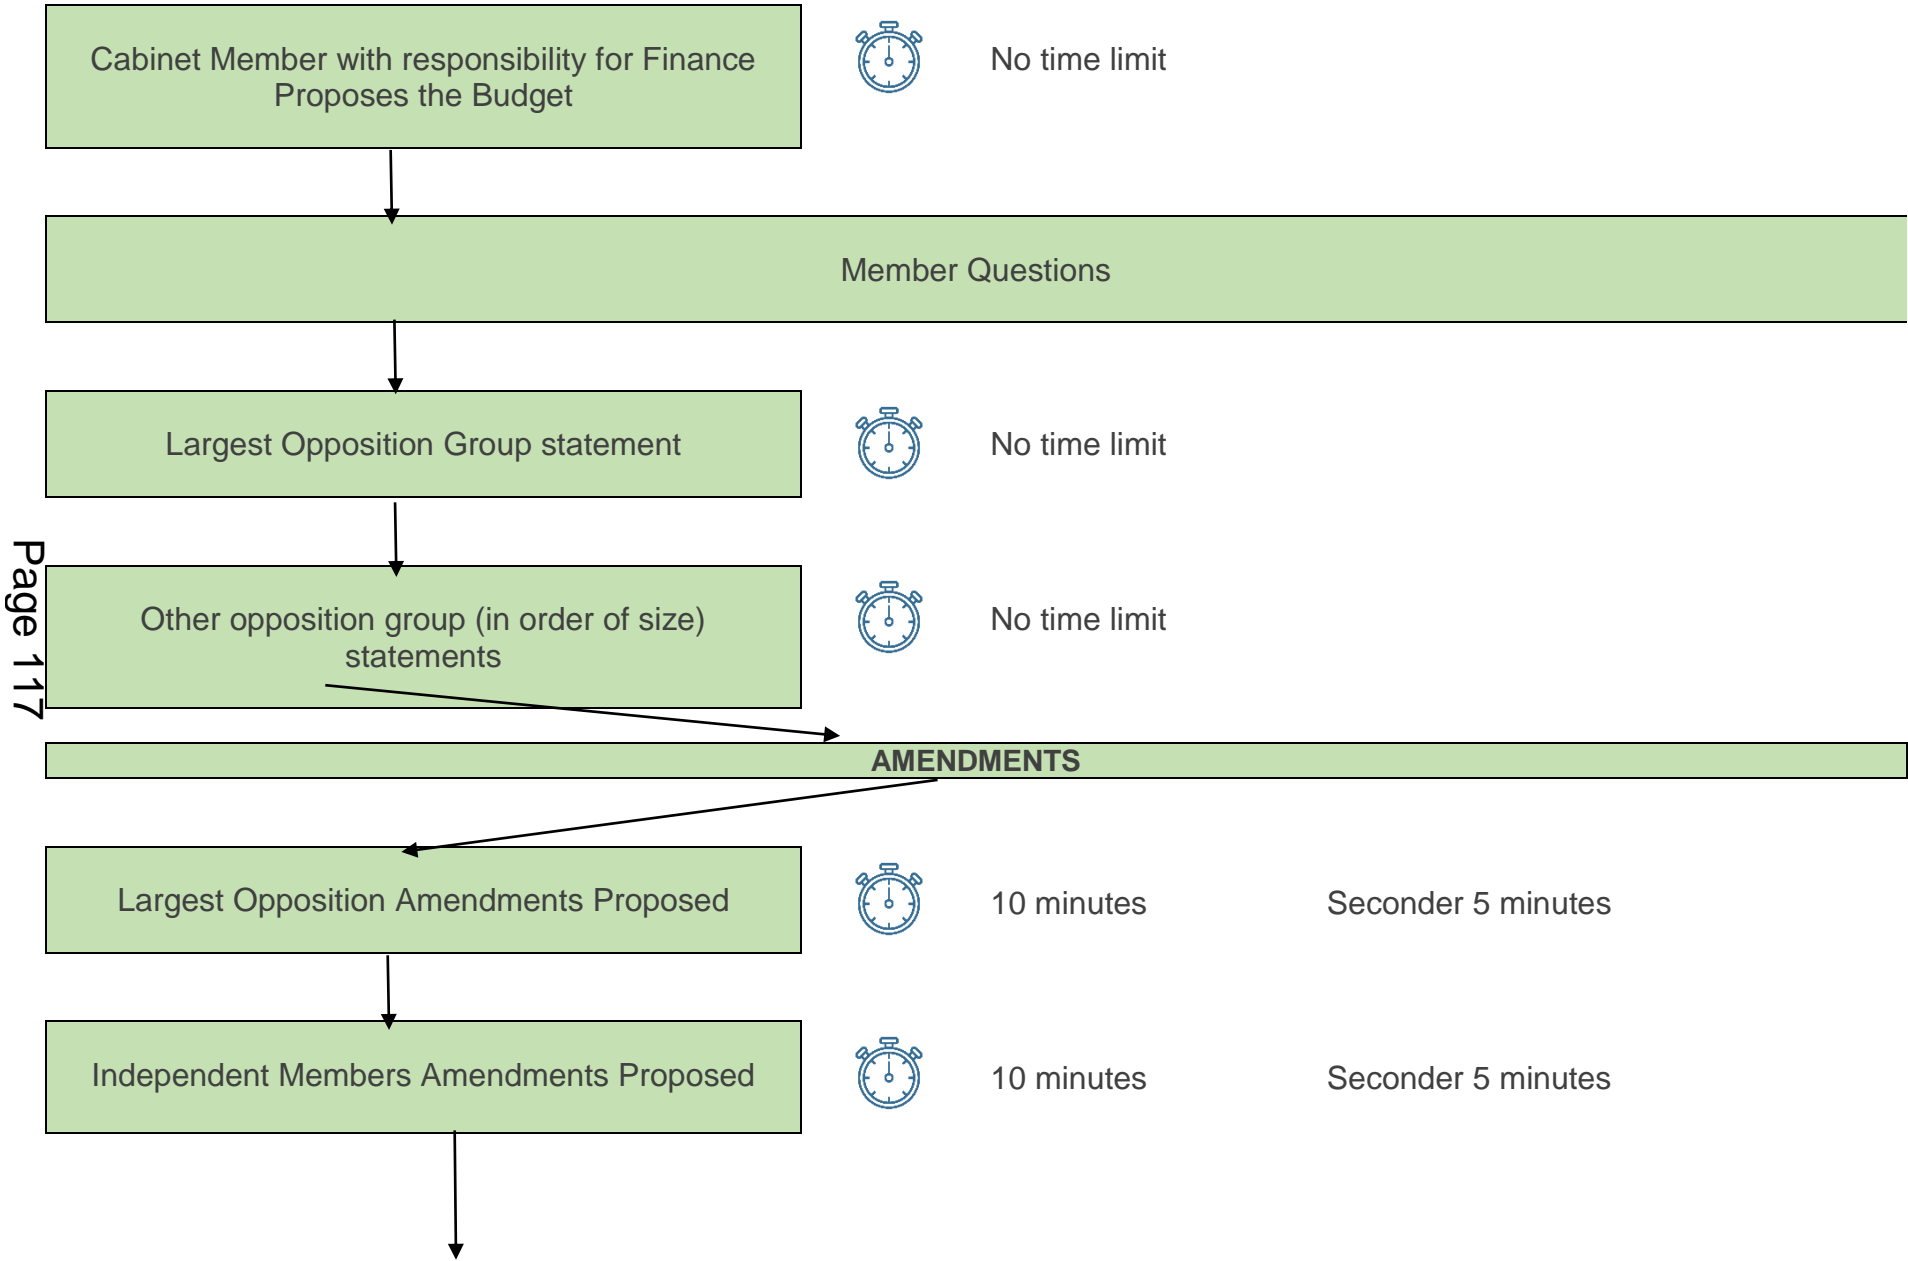 Cabinet Member with responsibility for Finance
Proposes the Budget
No time limit
Member Questions
Largest Opposition Group statement
No time limit
Other opposition group (in order of size)
statements
No time limit
Page 117
AMENDMENTS
Largest Opposition Amendments Proposed
10 minutes
Seconder 5 minutes
Independent Members Amendments Proposed
10 minutes
Seconder 5 minutes